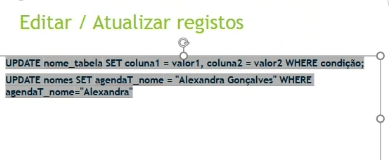 Editar / Atualizar registos
UPDATE nome_tabela SET coluna1 = valor1, coluna2 = valor2 WHERE condição;
UPDATE nomes SET agendaT_nome = "Alexandra Gonçalves" WHERE
agendaT_nome="Alexandra"